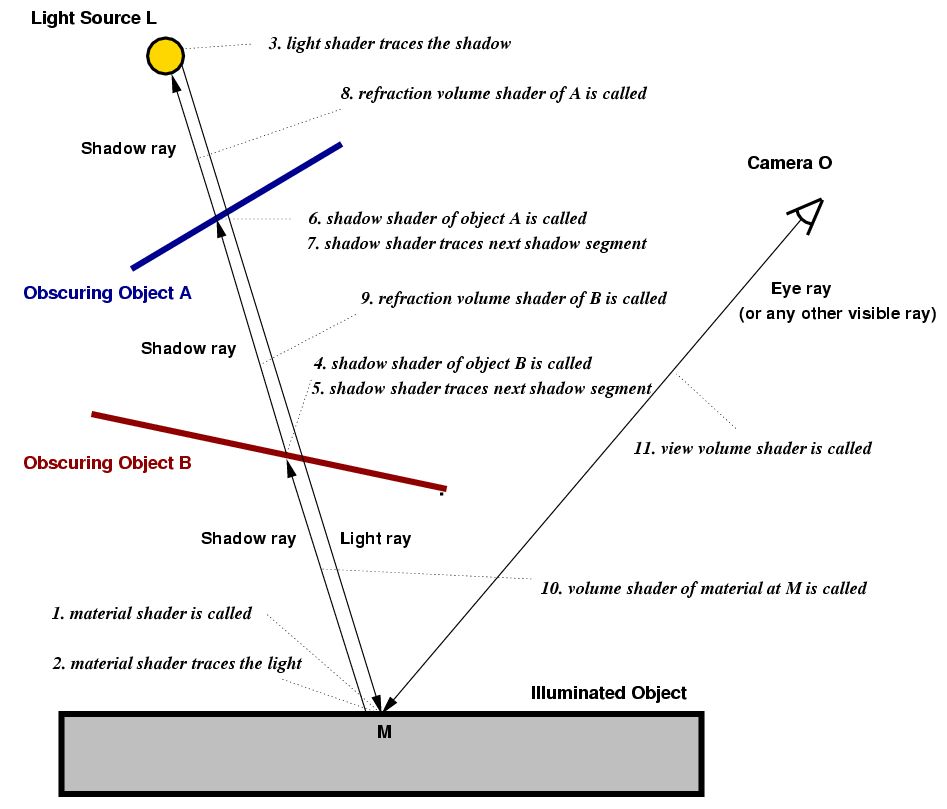 Light Source L
3. light shader traces the shadow
8. refraction volume shader of A is called
Shadow ray
Camera O
6. shadow shader of object A is called
7. shadow shader traces next shadow segment
Obscuring Object A
Eye ray
(or any other visible ray)
9. refraction volume shader of B is called
Shadow ray
4. shadow shader of object B is called
5. shadow shader traces next shadow segment
11. view volume shader is called
Obscuring Object B
Shadow ray
Light ray
10. volume shader of material at M is called
1. material shader is called
2. material shader traces the light
Illuminated Object
M